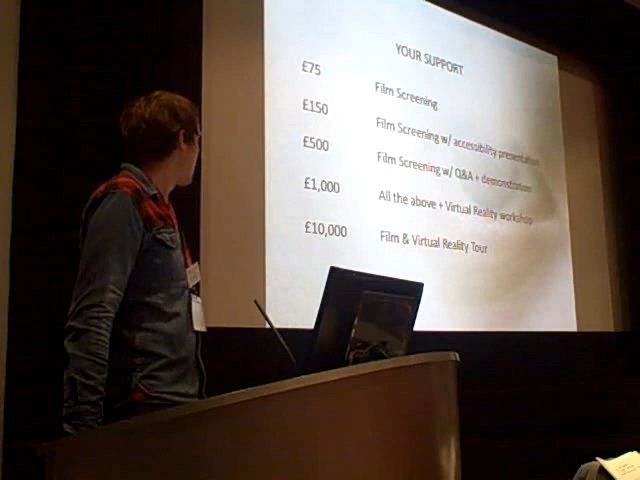 YOUR SUPPORT
£75 Film Screening
£150 Film Screening w/ accessibility presentation
£500 Film Screening w/ Q&A + demonstration
£1,000 All the above + Virtual Reality workshop
£10,000 Film & Virtual Reality Tour